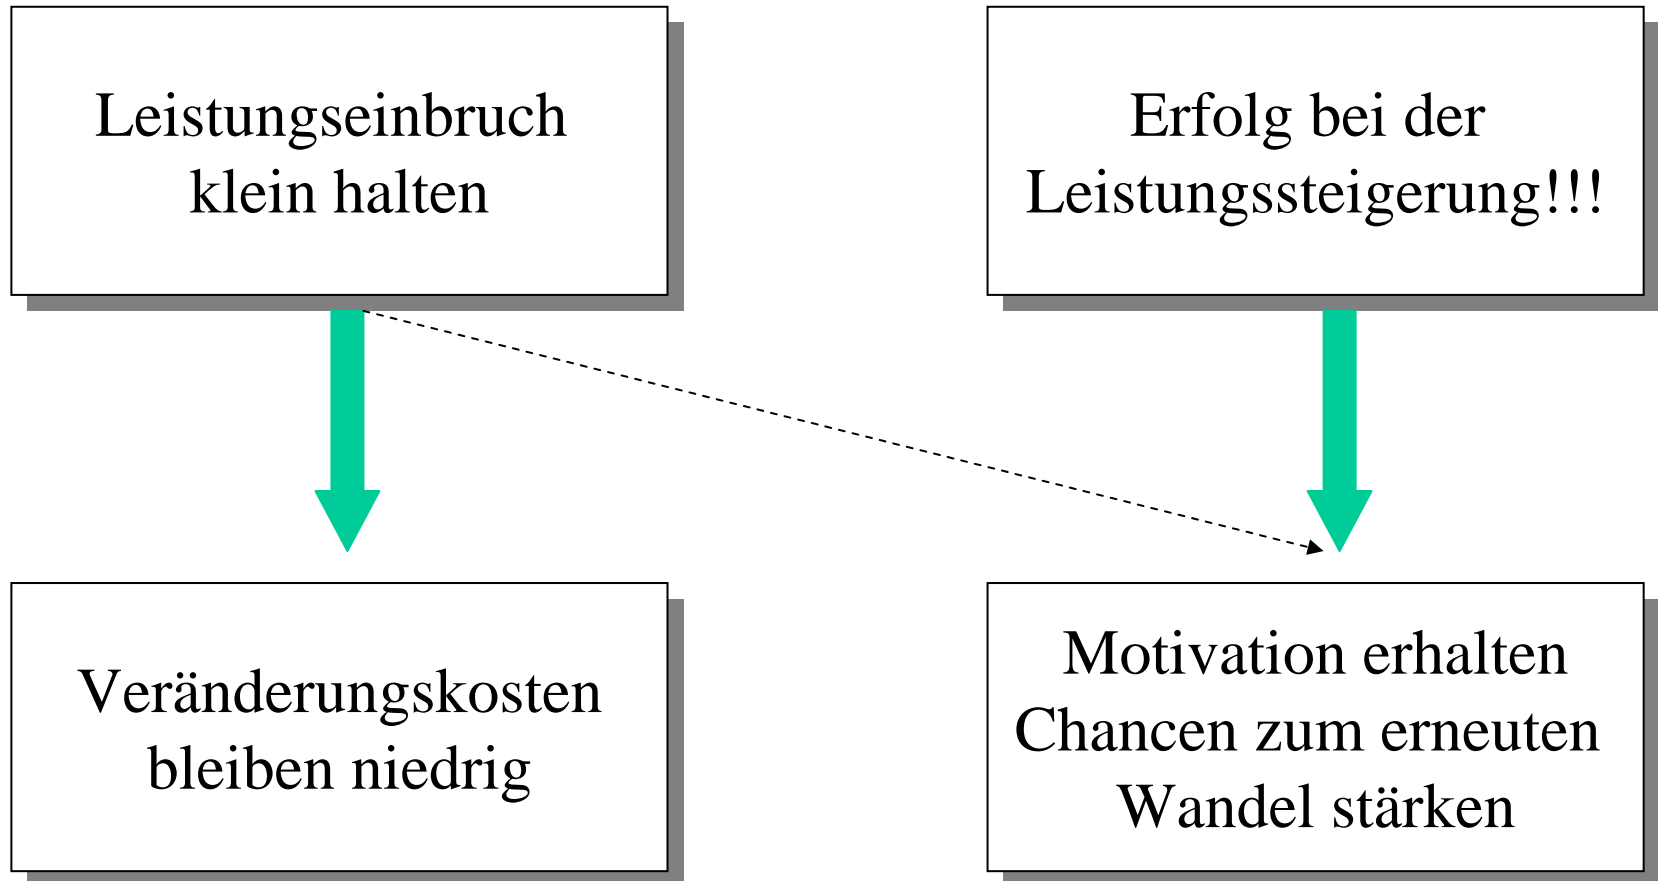 Leistungseinbruch
klein halten
Erfolg bei der
Leistungssteigerung!!!
Veränderungskosten
bleiben niedrig
Motivation erhalten
Chancen zum erneuten
Wandel stärken